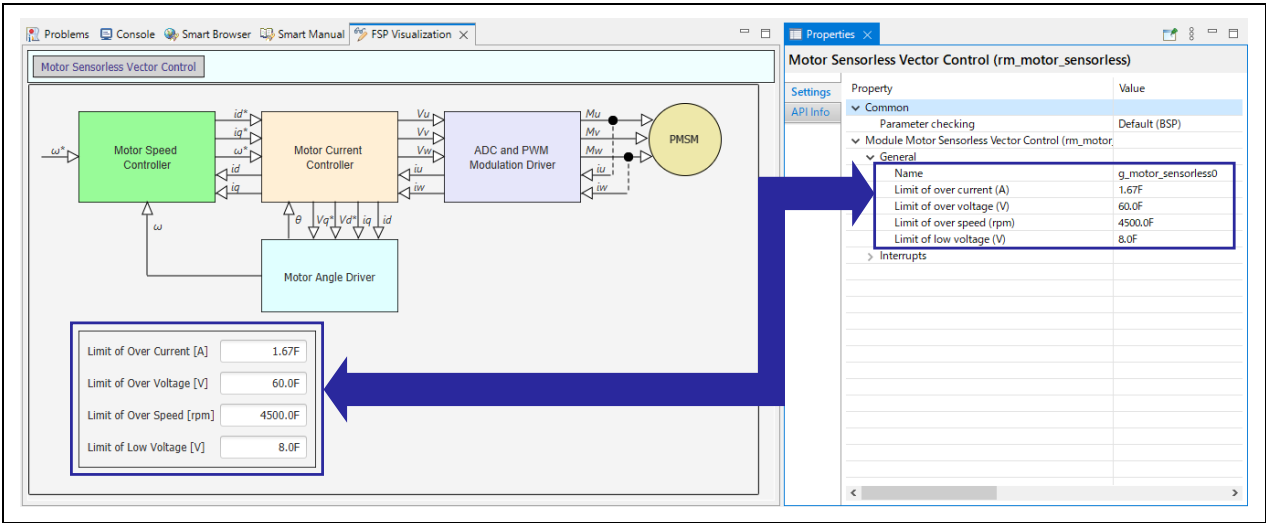 Problems Console Smart Browser Smart Manual FSP Visualization
Motor Sensorless Vector Control
ω*
Motor Speed Controller
id*
iq*
ω*
id
iq
Motor Current Controller
Vu
Vv
Vw
iu
iw
ADC and PWM Modulation Driver
Mu
Mv
Mw
iu
iw
PMSM
ω
θ Vq* Vd* iq id
Motor Angle Driver
Limit of Over Current [A] 1.67F
Limit of Over Voltage [V] 60.0F
Limit of Over Speed [rpm] 4500.0F
Limit of Low Voltage [V] 8.0F
Properties
Motor Sensorless Vector Control (rm_motor_sensorless)
Settings
API Info
Property Value
Common
Parameter checking Default (BSP)
Module Motor Sensorless Vector Control (rm_motor_
General
Name g_motor_sensorless0
Limit of over current (A) 1.67F
Limit of over voltage (V) 60.0F
Limit of over speed (rpm) 4500.0F
Limit of low voltage (V) 8.0F
Interrupts